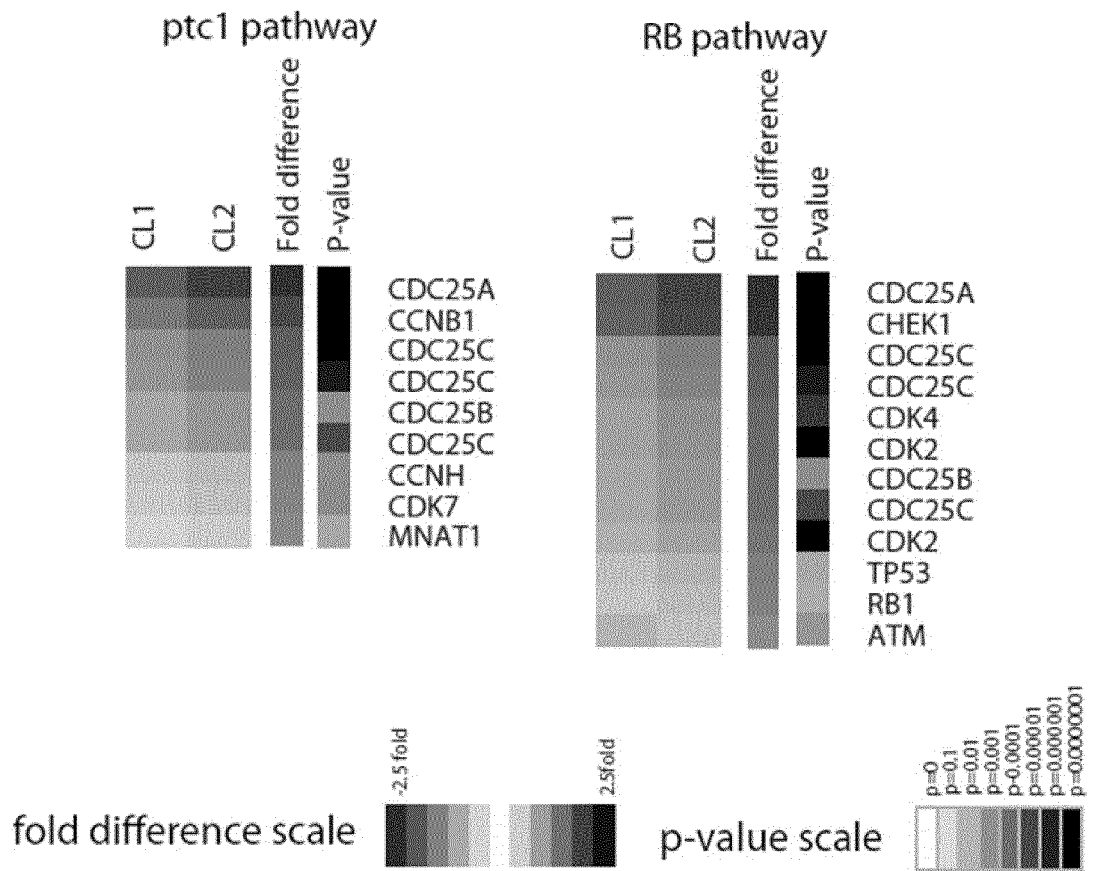 ptc1 pathway
CL1
CL2
Fold difference
P-value
CDC25A
CCNB1
CDC25C
CDC25C
CDC25B
CDC25C
CCNH
CDK7
MNAT1
RB pathway
CL1
CL2
Fold difference
P-value
CDC25A
CHEK1
CDC25C
CDC25C
CDK4
CDK2
CDC25B
CDC25C
CDK2
TP53
RB1
ATM
fold difference scale
-2.5 fold
2.5fold
p-value scale
p=0
p=0.1
p=0.01
p=0.001
p-0.0001
p=0.00001
p=0.000001
p=0.0000001